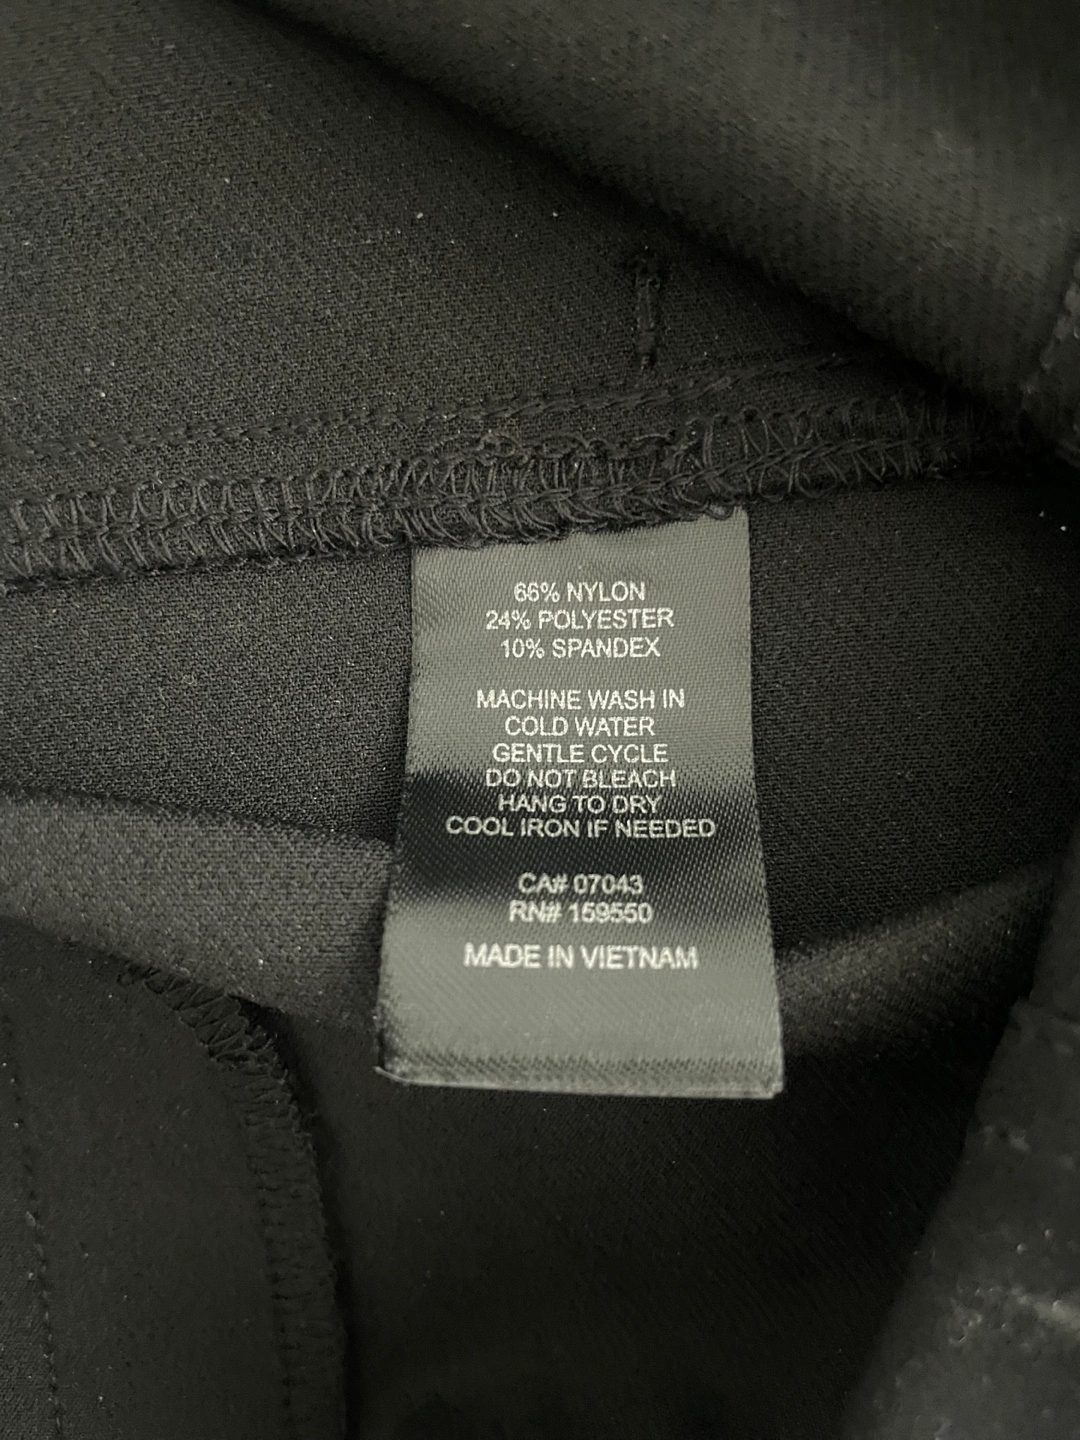 66% NYLON
24% POLYESTER
10% SPANDEX
MACHINE WASH IN
COLD WATER
GENTLE CYCLE
DO NOT BLEACH
HANG TO DRY
COOL IRON IF NEEDED
CA# 07043
RN# 159550
MADE IN VIETNAM